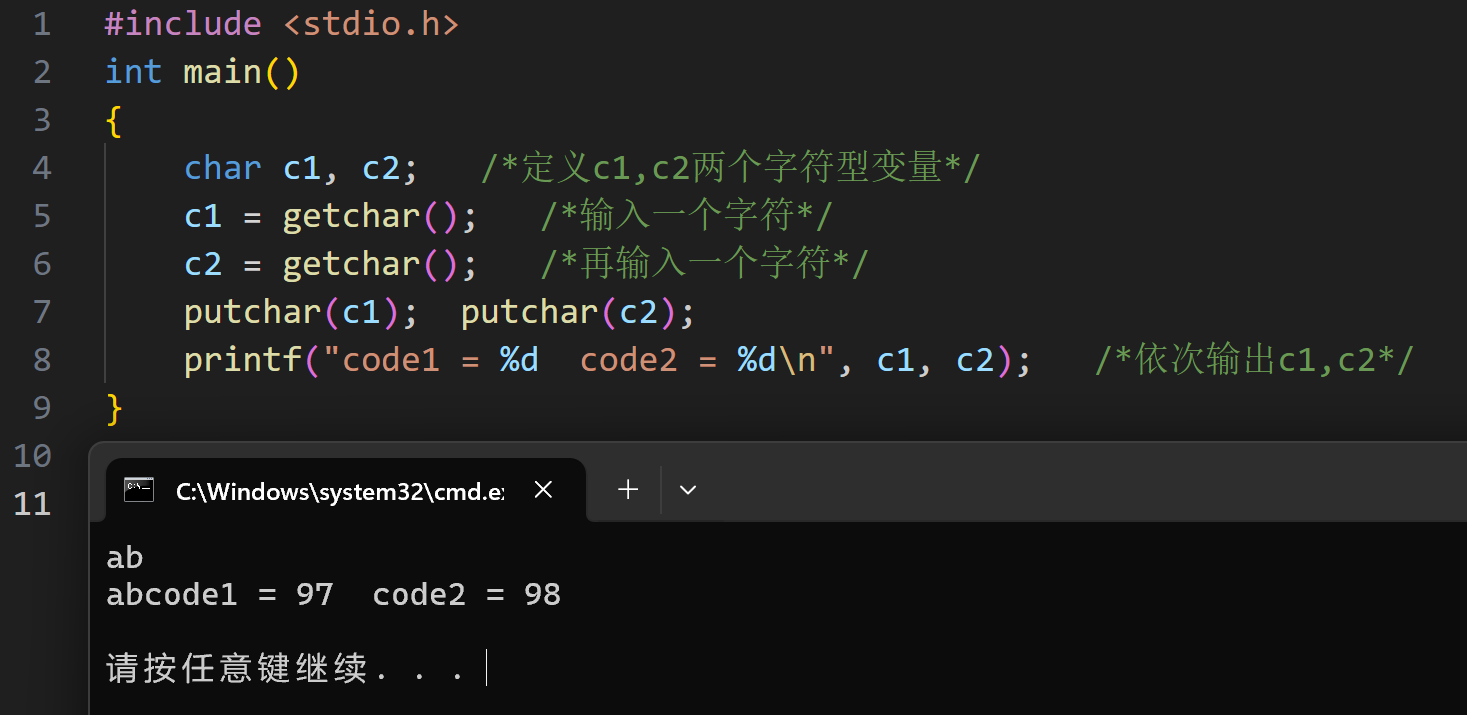 1 #include <stdio.h>
2 int main()
3 {
4     char c1, c2;   /*定义c1,c2两个字符型变量*/
5     c1 = getchar();   /*输入一个字符*/
6     c2 = getchar();   /*再输入一个字符*/
7     putchar(c1);  putchar(c2);
8     printf("code1 = %d  code2 = %d\n", c1, c2);   /*依次输出c1,c2*/
9 }
10
11
C:\Windows\system32\cmd.e
ab
abcode1 = 97  code2 = 98
请按任意键继续. . .